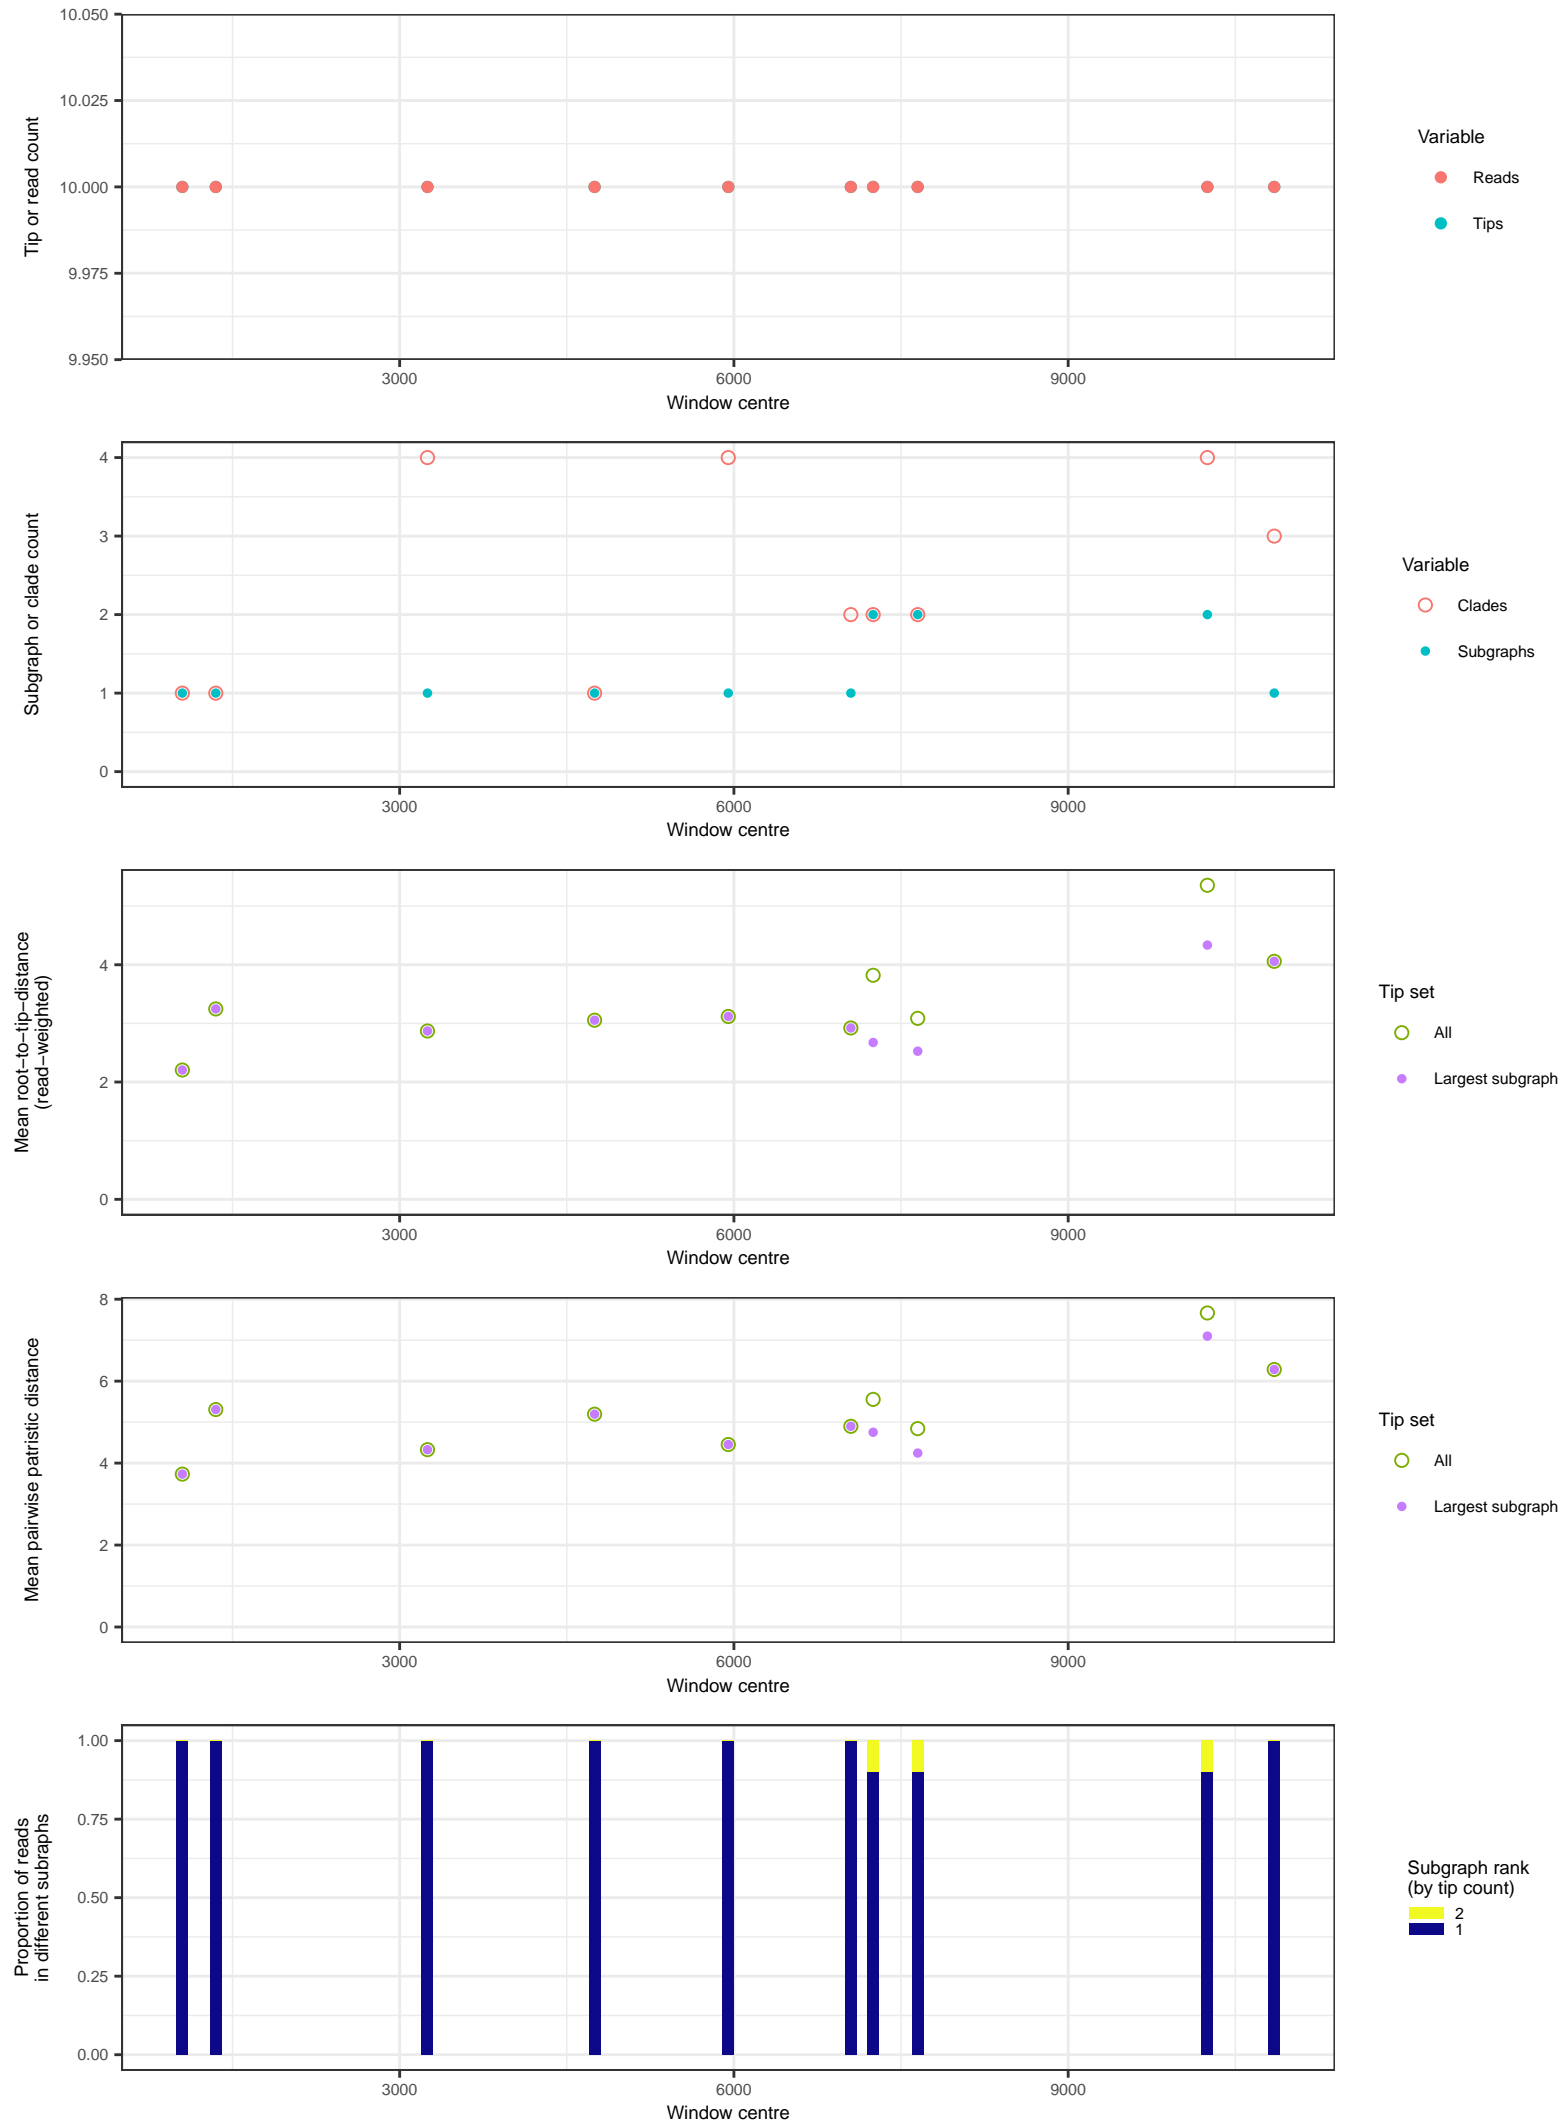 Tip or read count
10.050
10.025
10.000
9.975
9.950
3000
6000
9000
Window centre
Variable
Reads
Tips
Subgraph or clade count
4
3
2
1
0
3000
6000
9000
Window centre
Variable
Clades
Subgraphs
Mean root−to−tip−distance
(read−weighted)
4
2
0
3000
6000
9000
Window centre
Tip set
All
Largest subgraph
Mean pairwise patristic distance
8
6
4
2
0
3000
6000
9000
Window centre
Tip set
All
Largest subgraph
Proportion of reads
in different subraphs
1.00
0.75
0.50
0.25
0.00
3000
6000
9000
Window centre
Subgraph rank
(by tip count)
2
1